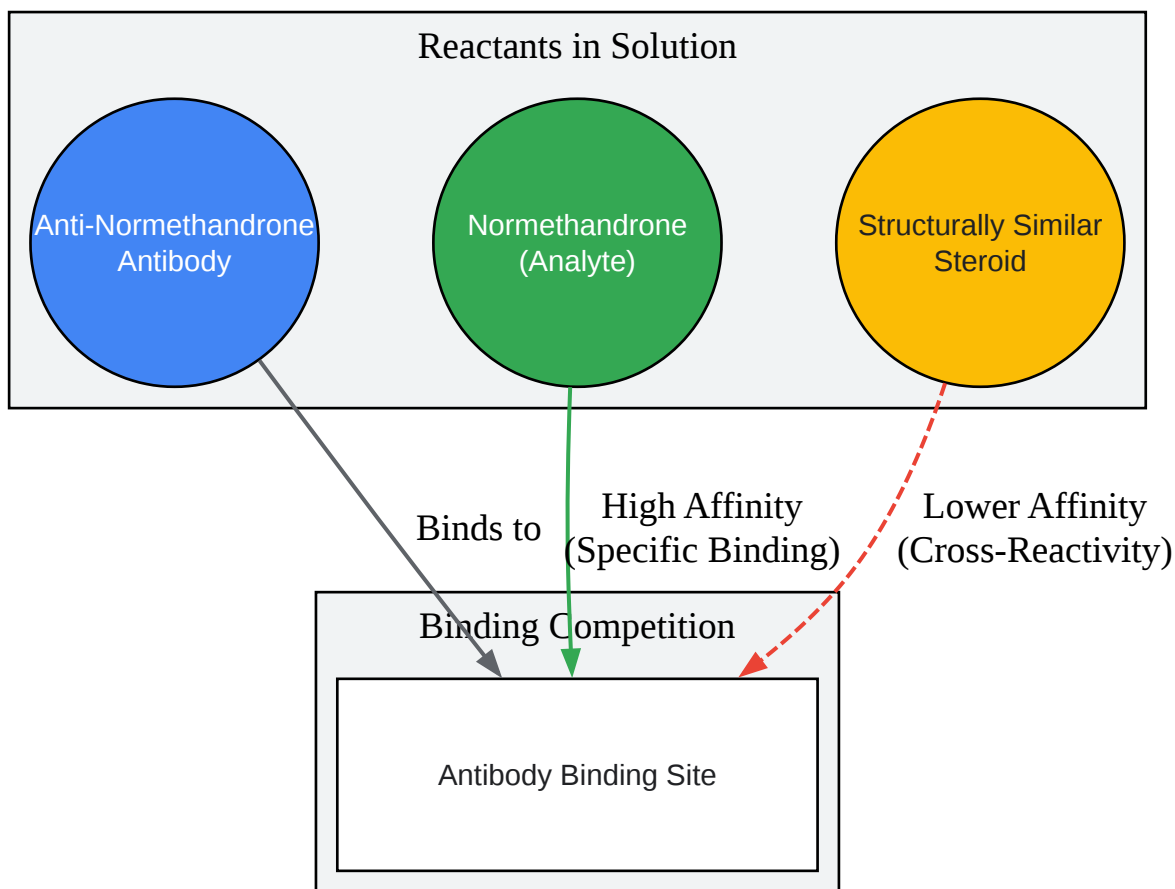 Reactants in Solution
Anti-Normethandrone
Antibody
Normethandrone
(Analyte)
Structurally Similar
Steroid
Binds to
High Affinity
(Specific Binding)
Lower Affinity
(Cross-Reactivity)
Binding Competition
Antibody Binding Site